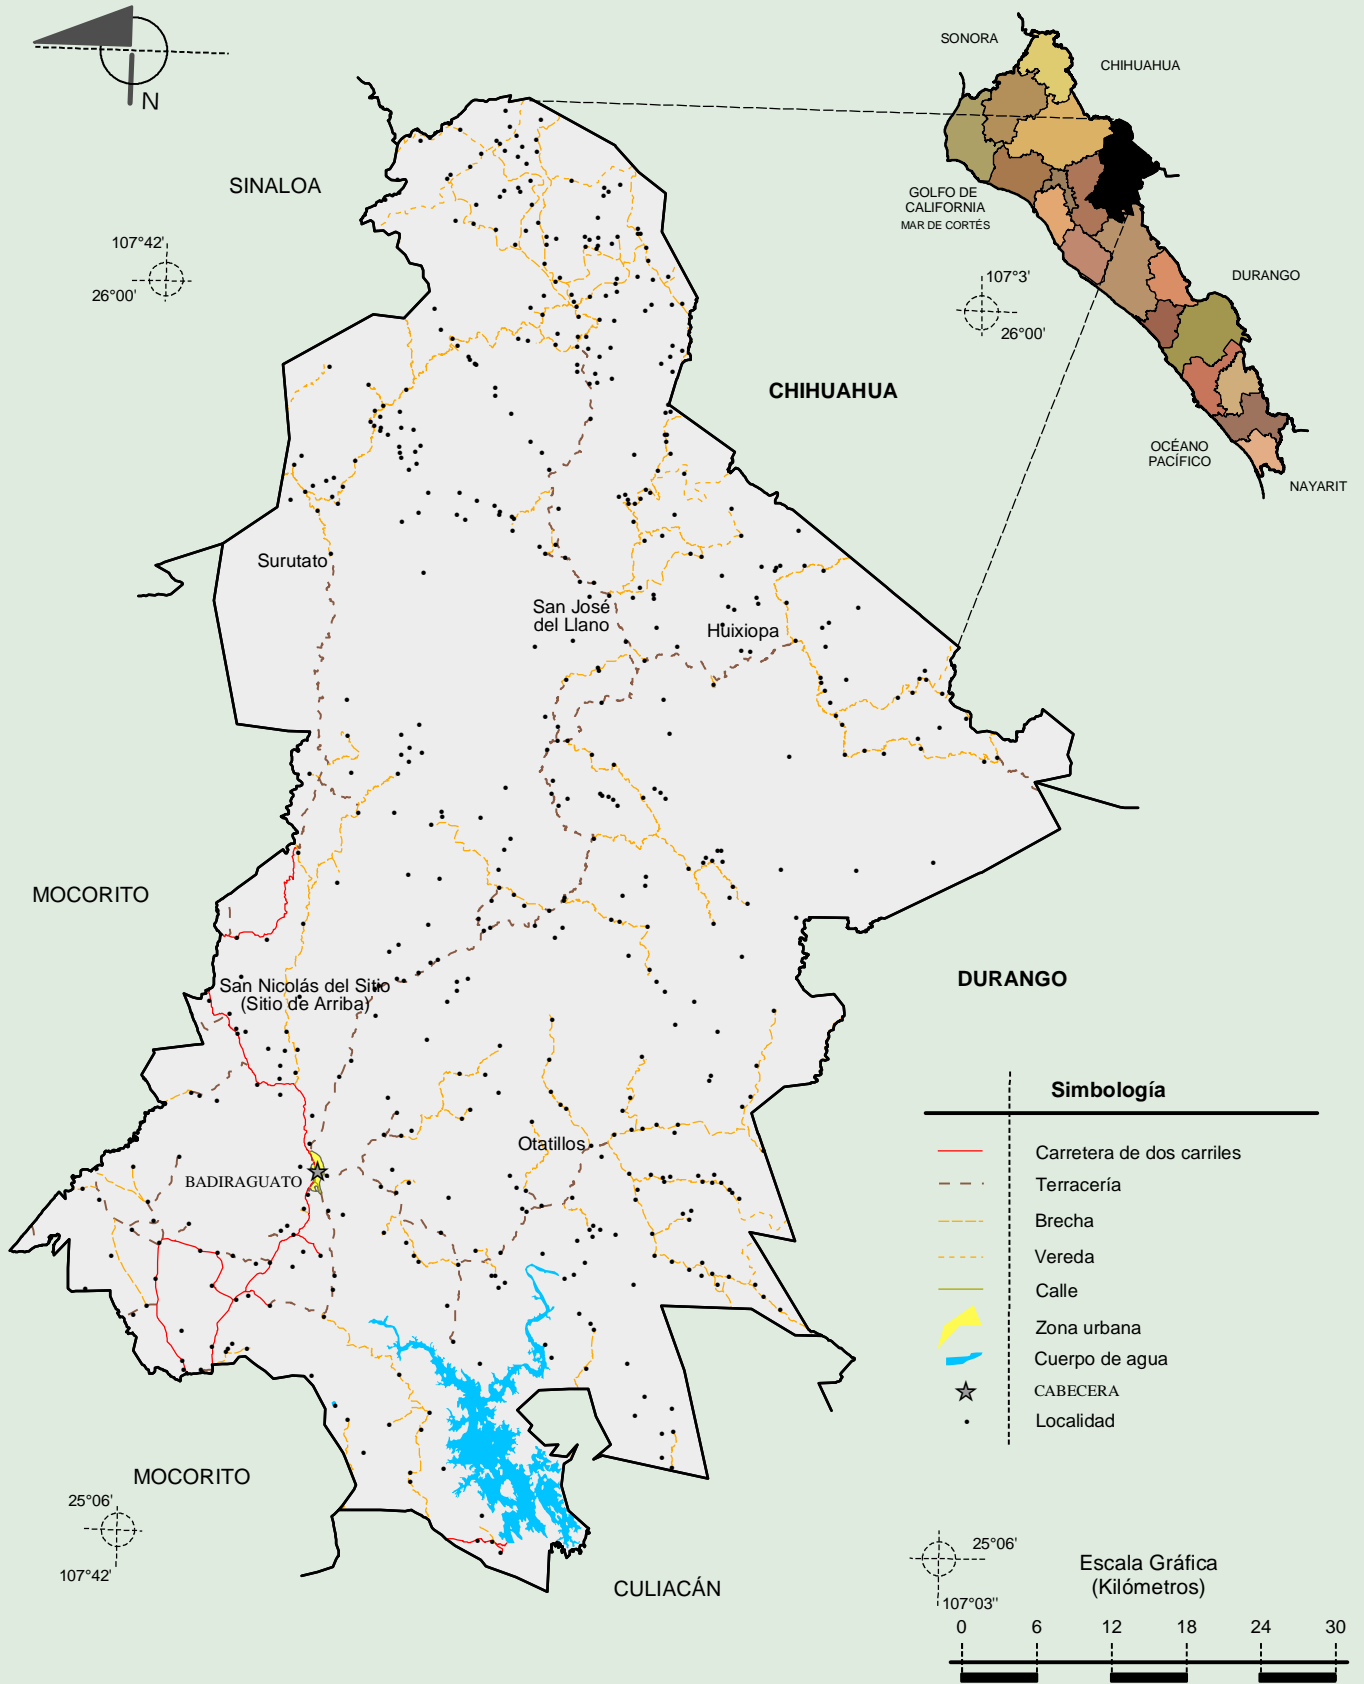 N
SONORA
CHIHUAHUA
SINALOA
GOLFO DE
CALIFORNIA
MAR DE CORTÉS
107°42'
26°00'
107°3'
26°00'
DURANGO
CHIHUAHUA
OCÉANO
PACÍFICO
NAYARIT
Surutato
San José
del Llano
Huixiopa
MOCORITO
San Nicolás del Sitio
(Sitio de Arriba)
DURANGO
Otatillos
BADIRAGUATO
Simbología
Carretera de dos carriles
Terracería
Brecha
Vereda
Calle
Zona urbana
Cuerpo de agua
CABECERA
Localidad
MOCORITO
25°06'
107°42'
CULIACÁN
25°06'
107°03"
Escala Gráfica
(Kilómetros)
0 6 12 18 24 30